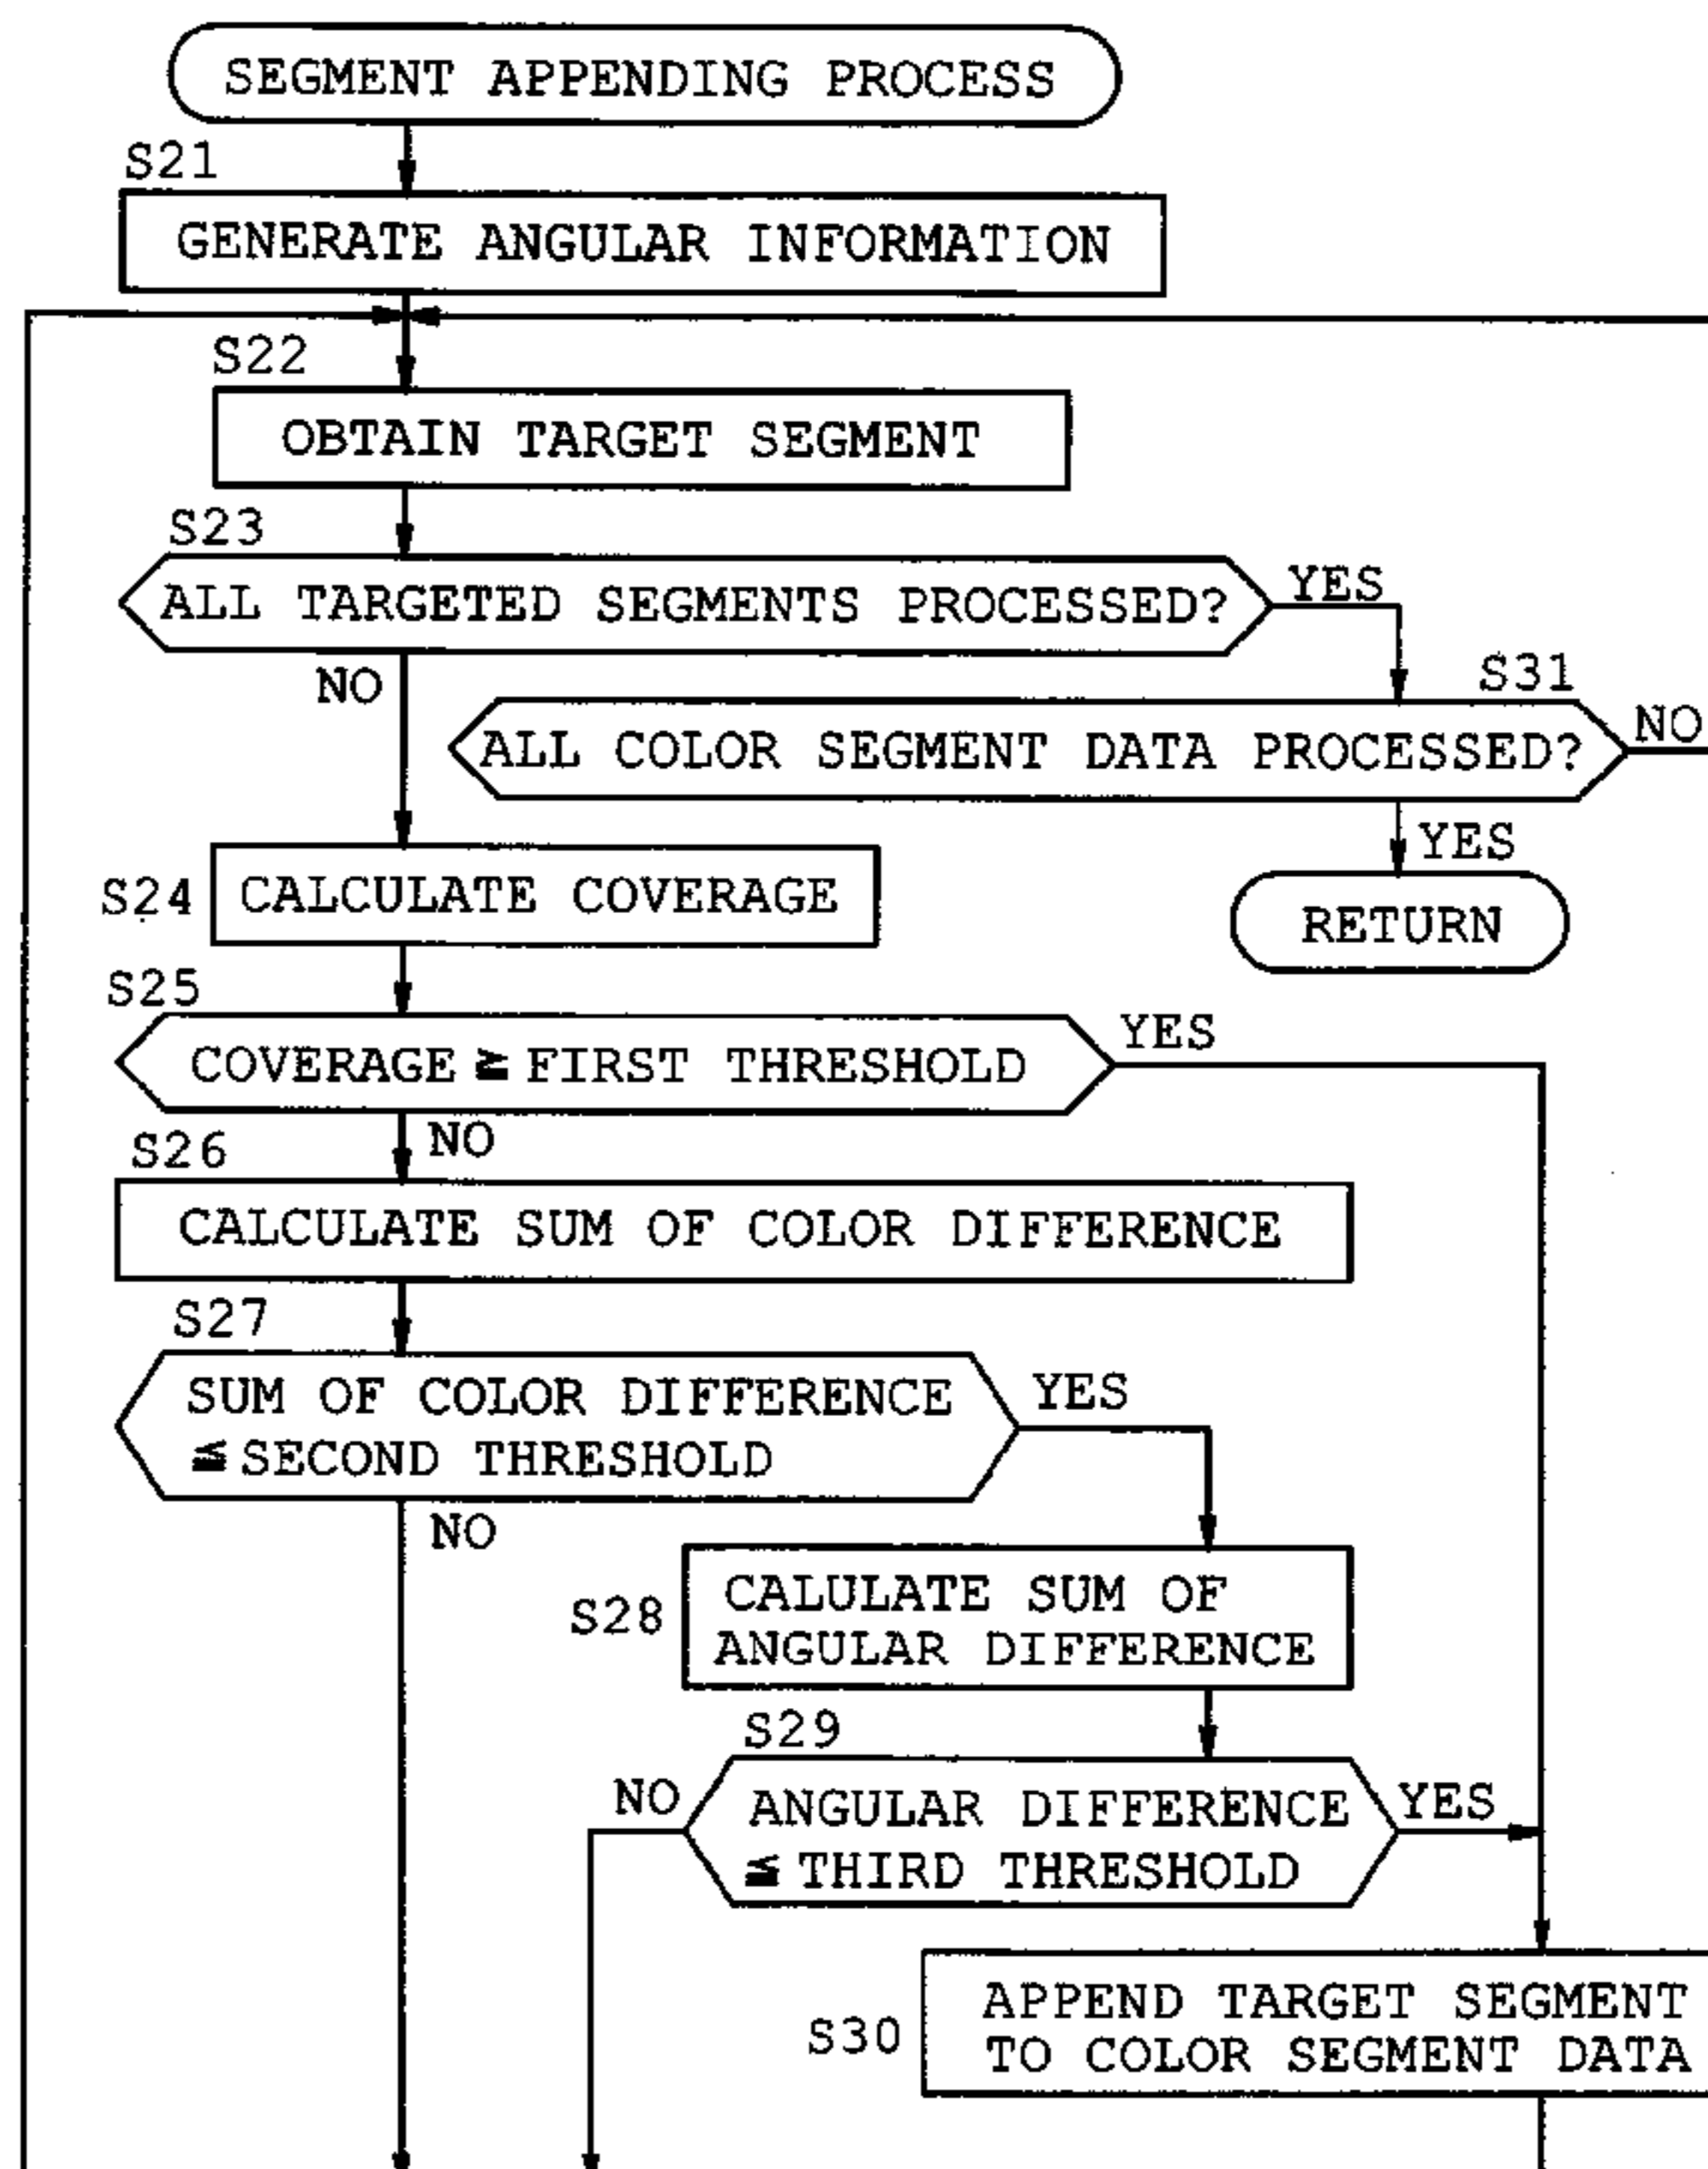 SEGMENT APPENDING PROCESS
S21
GENERATE ANGULAR INFORMATION
S22
OBTAIN TARGET SEGMENT
S23
ALL TARGETED SEGMENTS PROCESSED?
YES
NO
S31
ALL COLOR SEGMENT DATA PROCESSED?
NO
YES
RETURN
S24
CALCULATE COVERAGE
S25
COVERAGE ≧ FIRST THRESHOLD
YES
NO
S26
CALCULATE SUM OF COLOR DIFFERENCE
S27
SUM OF COLOR DIFFERENCE
≦ SECOND THRESHOLD
YES
NO
S28
CALULATE SUM OF
ANGULAR DIFFERENCE
S29
NO
ANGULAR DIFFERENCE
≦ THIRD THRESHOLD
YES
S30
APPEND TARGET SEGMENT
TO COLOR SEGMENT DATA